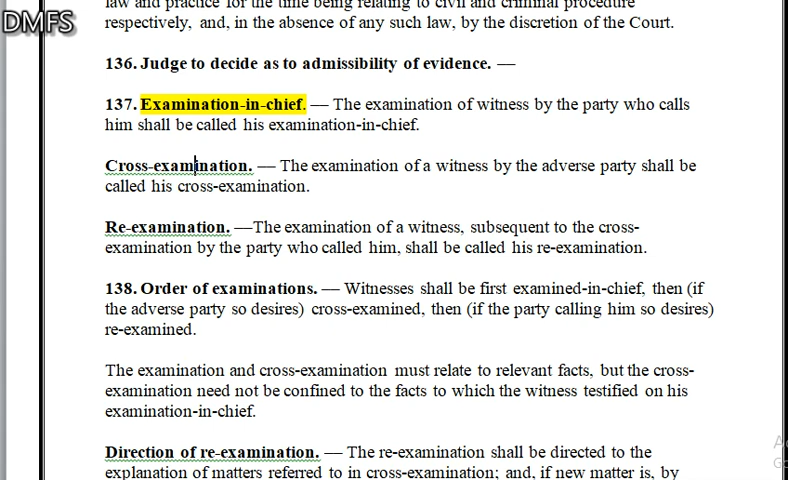 DMFS
law and practice for the time being relating to civil and criminal procedure
respectively, and, in the absence of any such law, by the discretion of the Court.
136. Judge to decide as to admissibility of evidence. —
137. Examination-in-chief. — The examination of witness by the party who calls
him shall be called his examination-in-chief.
Cross-examination. — The examination of a witness by the adverse party shall be
called his cross-examination.
Re-examination. —The examination of a witness, subsequent to the cross-
examination by the party who called him, shall be called his re-examination.
138. Order of examinations. — Witnesses shall be first examined-in-chief, then (if
the adverse party so desires) cross-examined, then (if the party calling him so desires)
re-examined.
The examination and cross-examination must relate to relevant facts, but the cross-
examination need not be confined to the facts to which the witness testified on his
examination-in-chief.
Direction of re-examination. — The re-examination shall be directed to the
explanation of matters referred to in cross-examination; and, if new matter is, by